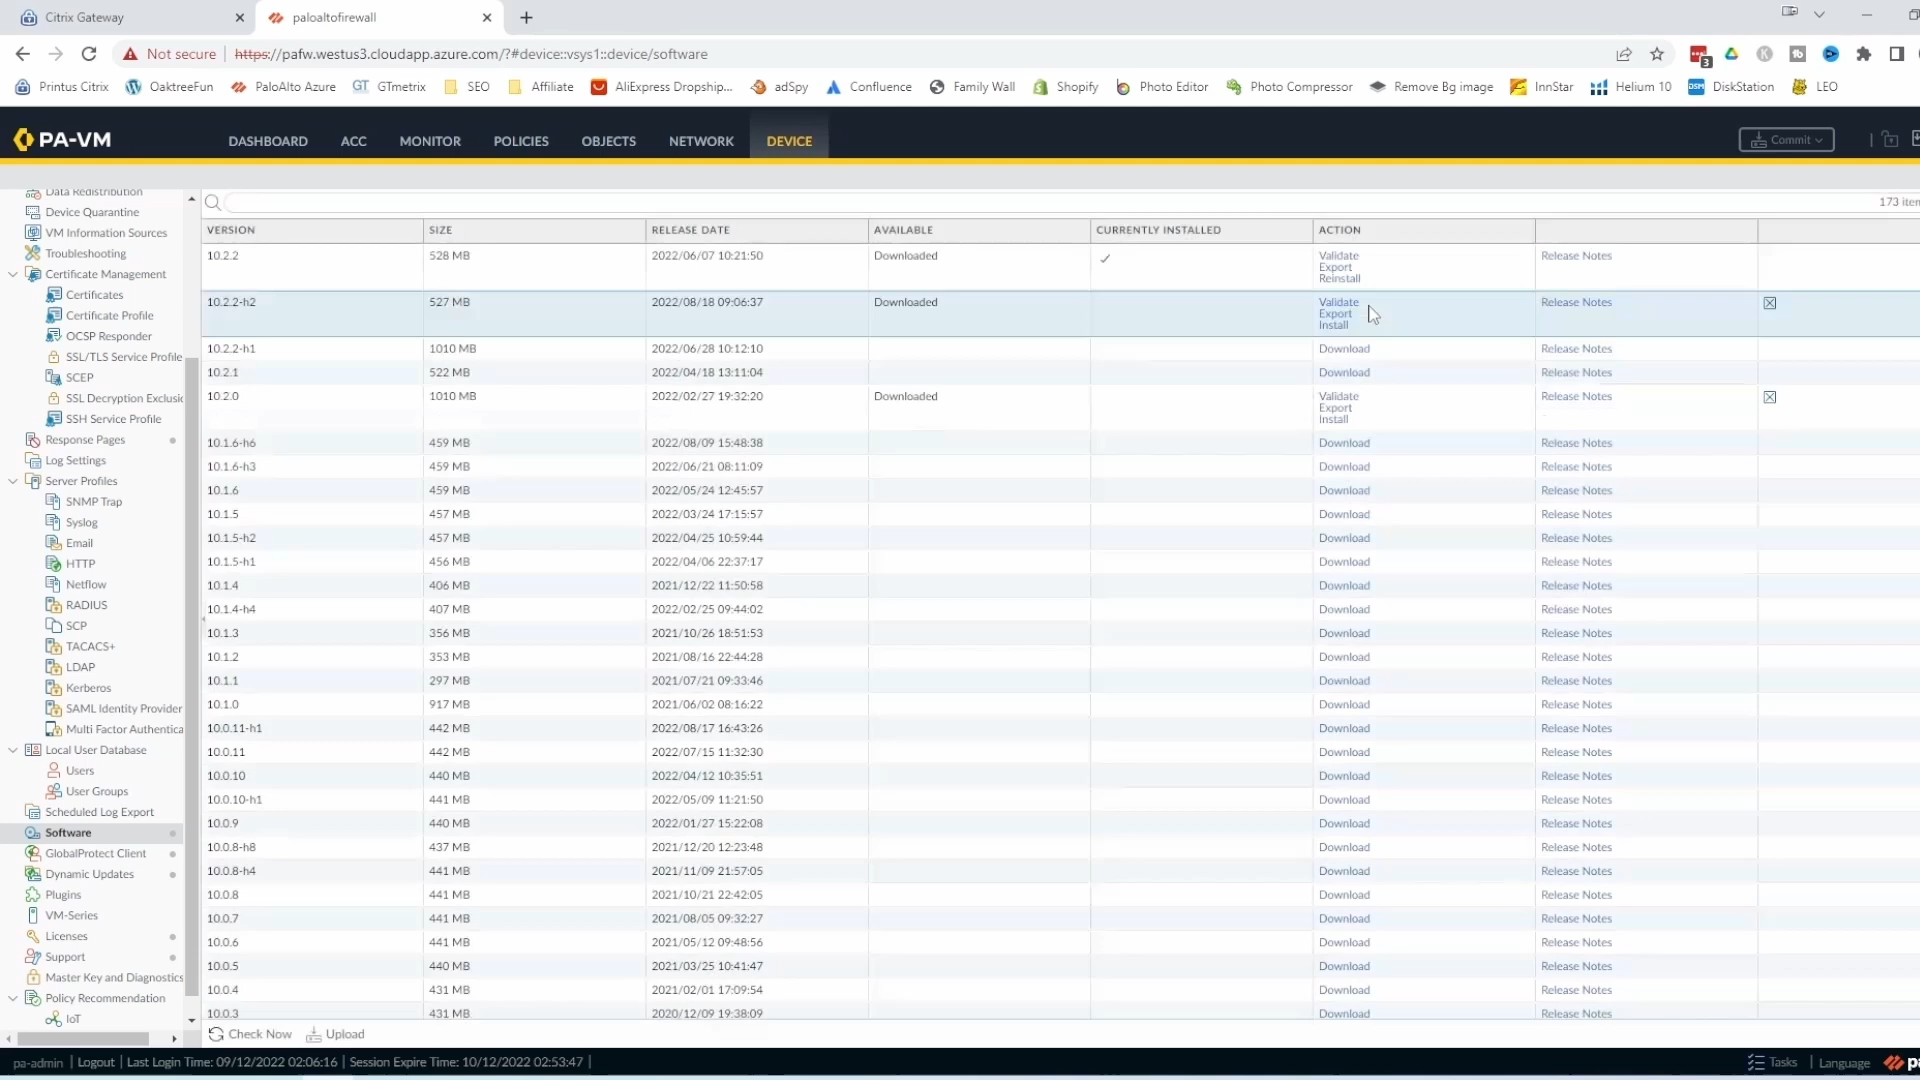 Citrix Gateway
paloaltofirewall
Not secure
https://pafw.westus3.cloudapp.azure.com/?#device::vsys1::device/software
3
Printus Citrix
OaktreeFun
PaloAlto Azure
GT GTmetrix
SEO
Affiliate
AliExpress Dropship...
adSpy
Confluence
Family Wall
Shopify
Photo Editor
Photo Compressor
Remove Bg image
InnStar
Helium 10
DSM DiskStation
LEO
PA-VM
DASHBOARD
ACC
MONITOR
POLICIES
OBJECTS
NETWORK
DEVICE
Commit
Data Redistribution
Device Quarantine
VM Information Sources
Troubleshooting
Certificate Management
Certificates
Certificate Profile
OCSP Responder
SSL/TLS Service Profile
SCEP
SSL Decryption Exclusio
SSH Service Profile
Response Pages
Log Settings
Server Profiles
SNMP Trap
Syslog
Email
HTTP
Netflow
RADIUS
SCP
TACACS+
LDAP
Kerberos
SAML Identity Provider
Multi Factor Authentica
Local User Database
Users
User Groups
Scheduled Log Export
Software
GlobalProtect Client
Dynamic Updates
Plugins
VM-Series
Licenses
Support
Master Key and Diagnostics
Policy Recommendation
IoT
173 item
VERSION SIZE RELEASE DATE AVAILABLE CURRENTLY INSTALLED ACTION
10.2.2 528 MB 2022/06/07 10:21:50 Downloaded ✓ Validate Release Notes
Export
Reinstall
10.2.2-h2 527 MB 2022/08/18 09:06:37 Downloaded Validate Release Notes
Export
Install
10.2.2-h1 1010 MB 2022/06/28 10:12:10 Download Release Notes
10.2.1 522 MB 2022/04/18 13:11:04 Download Release Notes
10.2.0 1010 MB 2022/02/27 19:32:20 Downloaded Validate Release Notes
Export
Install
10.1.6-h6 459 MB 2022/08/09 15:48:38 Download Release Notes
10.1.6-h3 459 MB 2022/06/21 08:11:09 Download Release Notes
10.1.6 459 MB 2022/05/24 12:45:57 Download Release Notes
10.1.5 457 MB 2022/03/24 17:15:57 Download Release Notes
10.1.5-h2 457 MB 2022/04/25 10:59:44 Download Release Notes
10.1.5-h1 456 MB 2022/04/06 22:37:17 Download Release Notes
10.1.4 406 MB 2021/12/22 11:50:58 Download Release Notes
10.1.4-h4 407 MB 2022/02/25 09:44:02 Download Release Notes
10.1.3 356 MB 2021/10/26 18:51:53 Download Release Notes
10.1.2 353 MB 2021/08/16 22:44:28 Download Release Notes
10.1.1 297 MB 2021/07/21 09:33:46 Download Release Notes
10.1.0 917 MB 2021/06/02 08:16:22 Download Release Notes
10.0.11-h1 442 MB 2022/08/17 16:43:26 Download Release Notes
10.0.11 442 MB 2022/07/15 11:32:30 Download Release Notes
10.0.10 440 MB 2022/04/12 10:35:51 Download Release Notes
10.0.10-h1 441 MB 2022/05/09 11:21:50 Download Release Notes
10.0.9 440 MB 2022/01/27 15:22:08 Download Release Notes
10.0.8-h8 437 MB 2021/12/20 12:23:48 Download Release Notes
10.0.8-h4 441 MB 2021/11/09 21:57:05 Download Release Notes
10.0.8 441 MB 2021/10/21 22:42:05 Download Release Notes
10.0.7 441 MB 2021/08/05 09:32:27 Download Release Notes
10.0.6 441 MB 2021/05/12 09:48:56 Download Release Notes
10.0.5 440 MB 2021/03/25 10:41:47 Download Release Notes
10.0.4 431 MB 2021/02/01 17:09:54 Download Release Notes
10.0.3 431 MB 2020/12/09 19:38:09 Download Release Notes
Check Now
Upload
pa-admin | Logout | Last Login Time: 09/12/2022 02:06:16 | Session Expire Time: 10/12/2022 02:53:47 |
Tasks | Language
pa